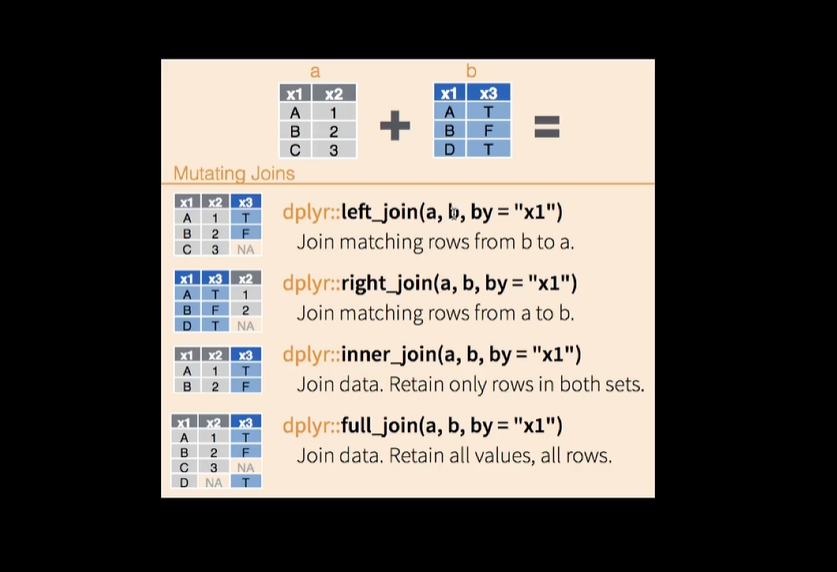 a b
x1 x2 x1 x3
A 1 A T
B 2 B F
C 3 D T
Mutating Joins
x1 x2 x3
A 1 T
B 2 F
C 3 NA
dplyr::left_join(a, b, by = "x1")
Join matching rows from b to a.
x1 x3 x2
A T 1
B F 2
D T NA
dplyr::right_join(a, b, by = "x1")
Join matching rows from a to b.
x1 x2 x3
A 1 T
B 2 F
dplyr::inner_join(a, b, by = "x1")
Join data. Retain only rows in both sets.
x1 x2 x3
A 1 T
B 2 F
C 3 NA
D NA T
dplyr::full_join(a, b, by = "x1")
Join data. Retain all values, all rows.